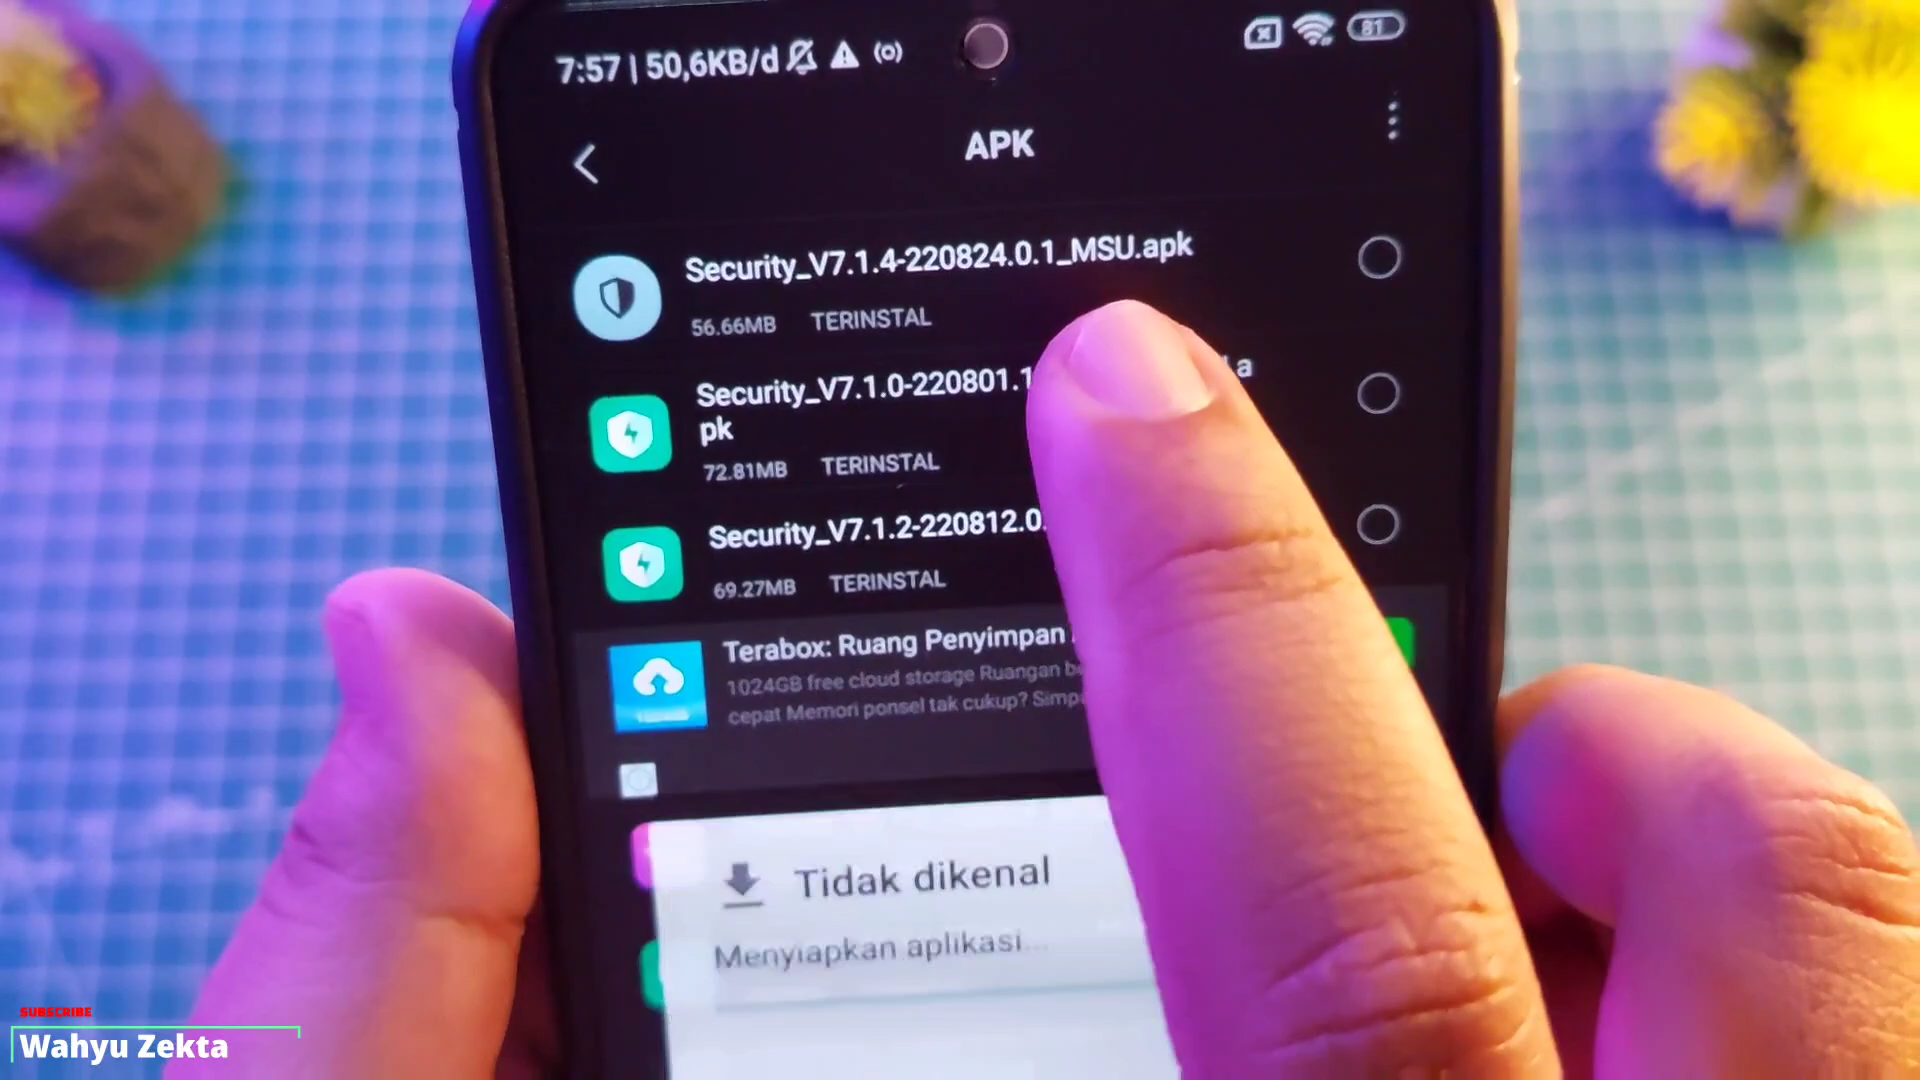 7:57 | 50,6KB/d
81
APK
Security_V7.1.4-220824.0.1_MSU.apk
56.66MB TERINSTAL
Security_V7.1.0-220801.1 a
pk
72.81MB TERINSTAL
Security_V7.1.2-220812.0.
69.27MB TERINSTAL
Terabox: Ruang Penyimpan
1024GB free cloud storage Ruangan
cepat Memori ponsel tak cukup?
Tidak dikenal
Menyiapkan aplikasi...
SUBSCRIBE
Wahyu Zekta